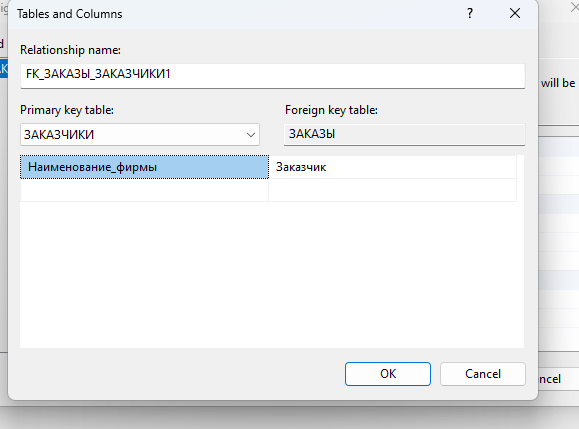 Tables and Columns
?
Relationship name:
FK_ЗАКАЗЫ_ЗАКАЗЧИКИ1
Primary key table:
Foreign key table:
ЗАКАЗЧИКИ
ЗАКАЗЫ
Наименование_фирмы
Заказчик
will be
OK
Cancel
ncel